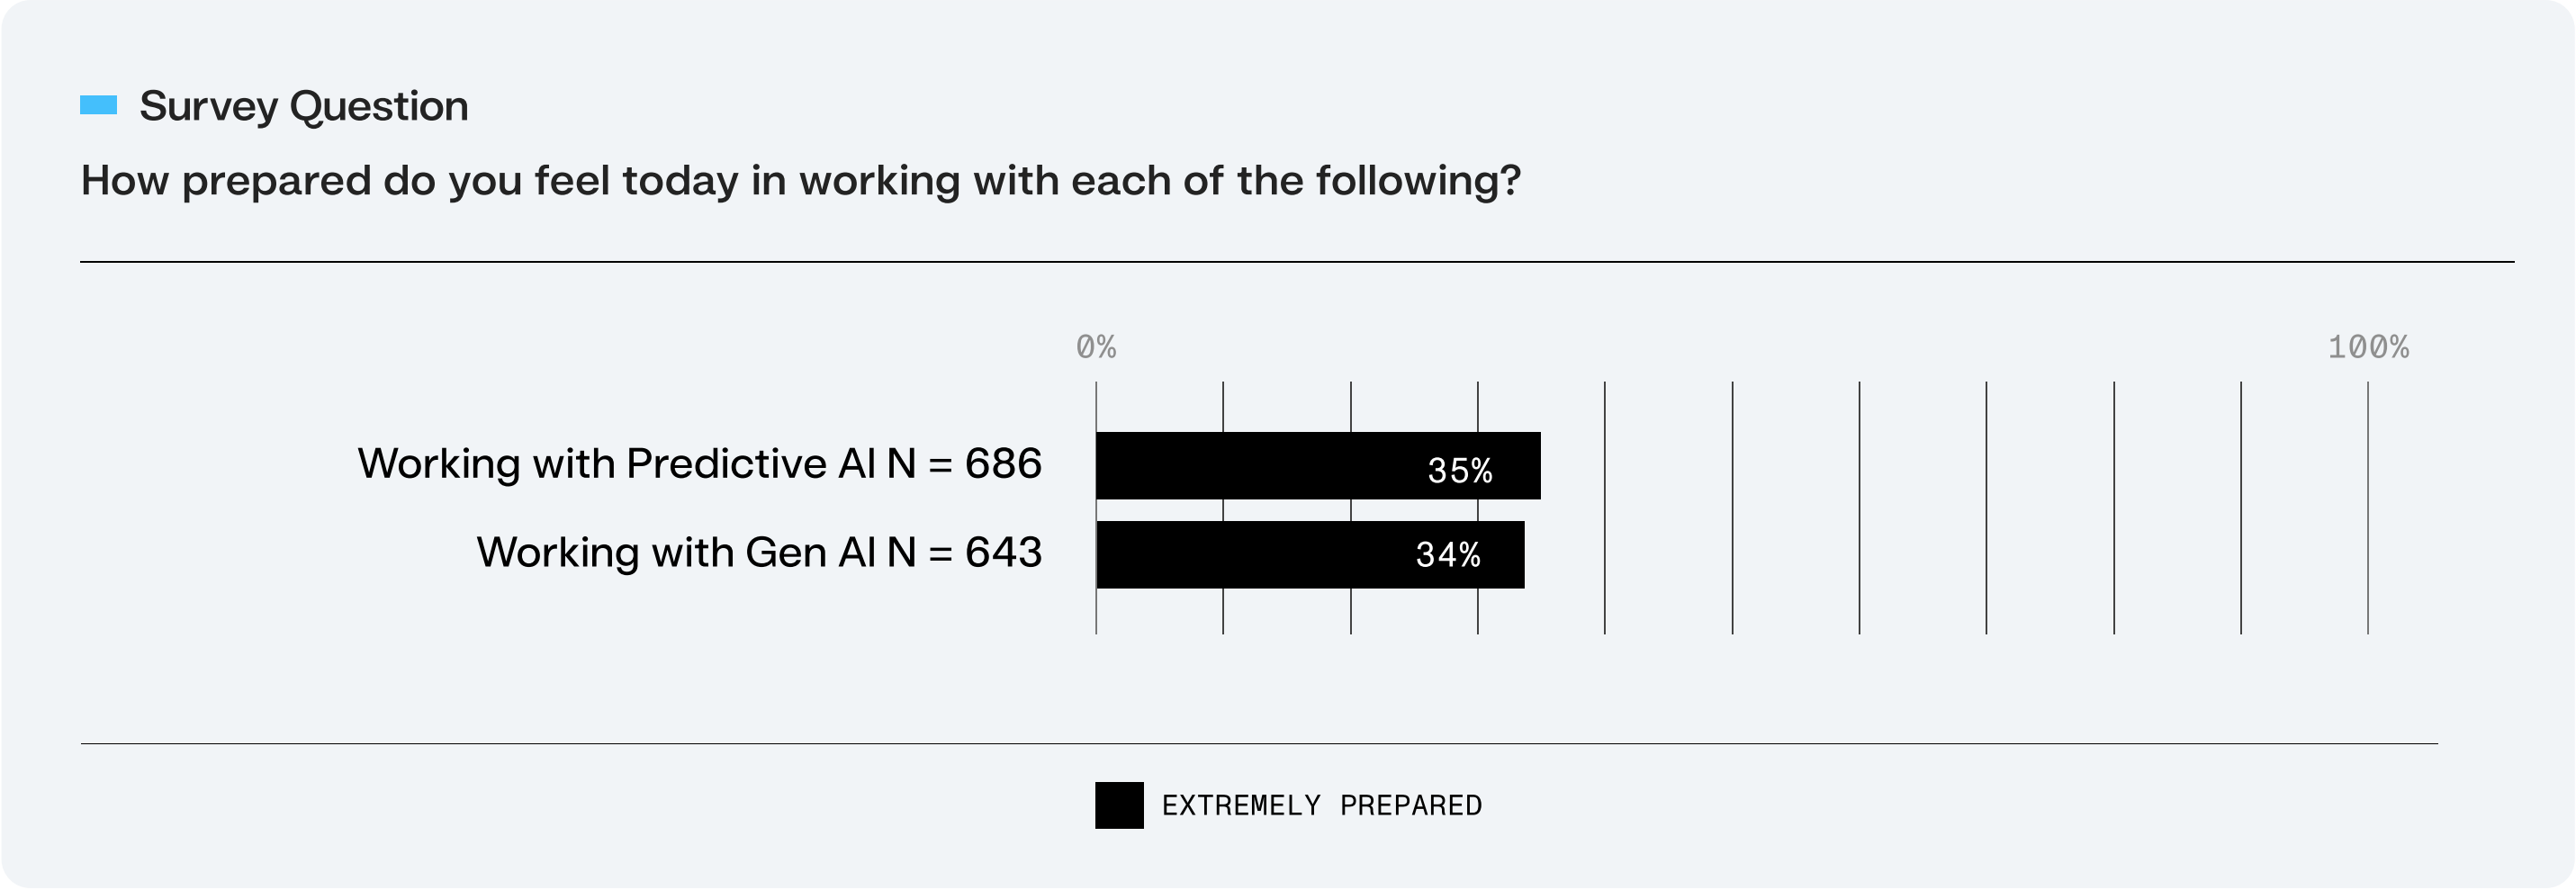 Survey Question
How prepared do you feel today in working with each of the following?
0% 100%
Working with Predictive AI N = 686 35%
Working with Gen AI N = 643 34%
EXTREMELY PREPARED